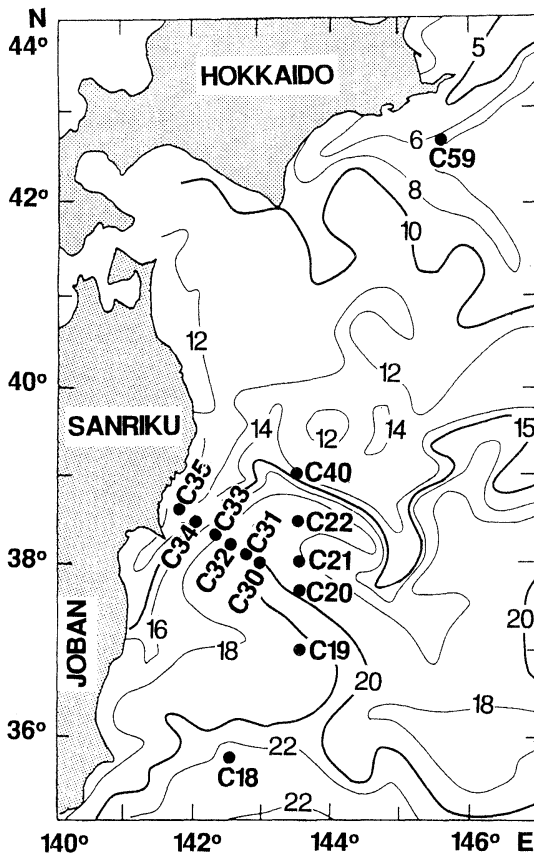 N
44°
5
HOKKAIDO
6
C59
8
42°
10
12
40°
12
SANRIKU
14
12
14
15
C35
C40
C33
C34
C22
C31
C32
38°
C21
C30
C20
JOBAN
16
20
18
C19
20
18
36°
22
C18
22
140°
142°
144°
146°
E